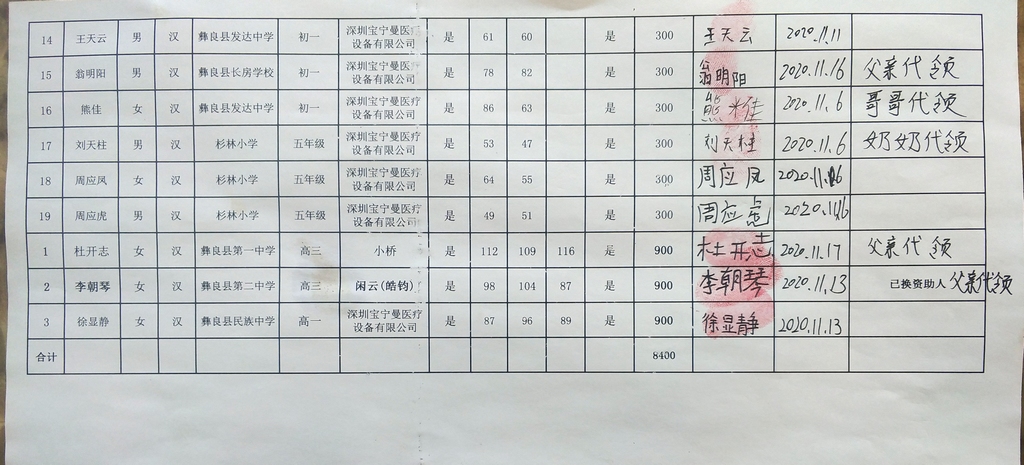 14 王天云 男 汉 彝良县发达中学 初一 深圳宝宁曼医疗设备有限公司 是 61 60 是 300 王天云 2020.11.11
15 翁明阳 男 汉 彝良县长房学校 初一 深圳宝宁曼医疗设备有限公司 是 78 82 是 300 翁明阳 2020.11.16 父亲代领
16 熊佳 女 汉 彝良县发达中学 初一 深圳宝宁曼医疗设备有限公司 是 86 63 是 300 熊 2020.11.6 哥哥代领
17 刘天柱 男 汉 杉林小学 五年级 深圳宝宁曼医疗设备有限公司 是 53 47 是 300 刘天柱 2020.11.6 奶奶代领
18 周应凤 女 汉 杉林小学 五年级 深圳宝宁曼医疗设备有限公司 是 64 55 是 300 周应凤
19 周应虎 男 汉 杉林小学 五年级 深圳宝宁曼医疗设备有限公司 是 49 51 是 300 周应虎
1 杜开志 女 汉 彝良县第一中学 高三 小桥 是 112 109 116 是 900 杜开志 2020.11.17 父亲代领
2 李朝琴 女 汉 彝良县第二中学 高三 闲云(皓钧) 是 98 104 87 是 900 李朝琴 2020.11.13 已换资助人 父亲代领
3 徐显静 女 汉 彝良县民族中学 高一 深圳宝宁曼医疗设备有限公司 是 87 96 89 是 900 徐显静 2020.11.13
合计 8400